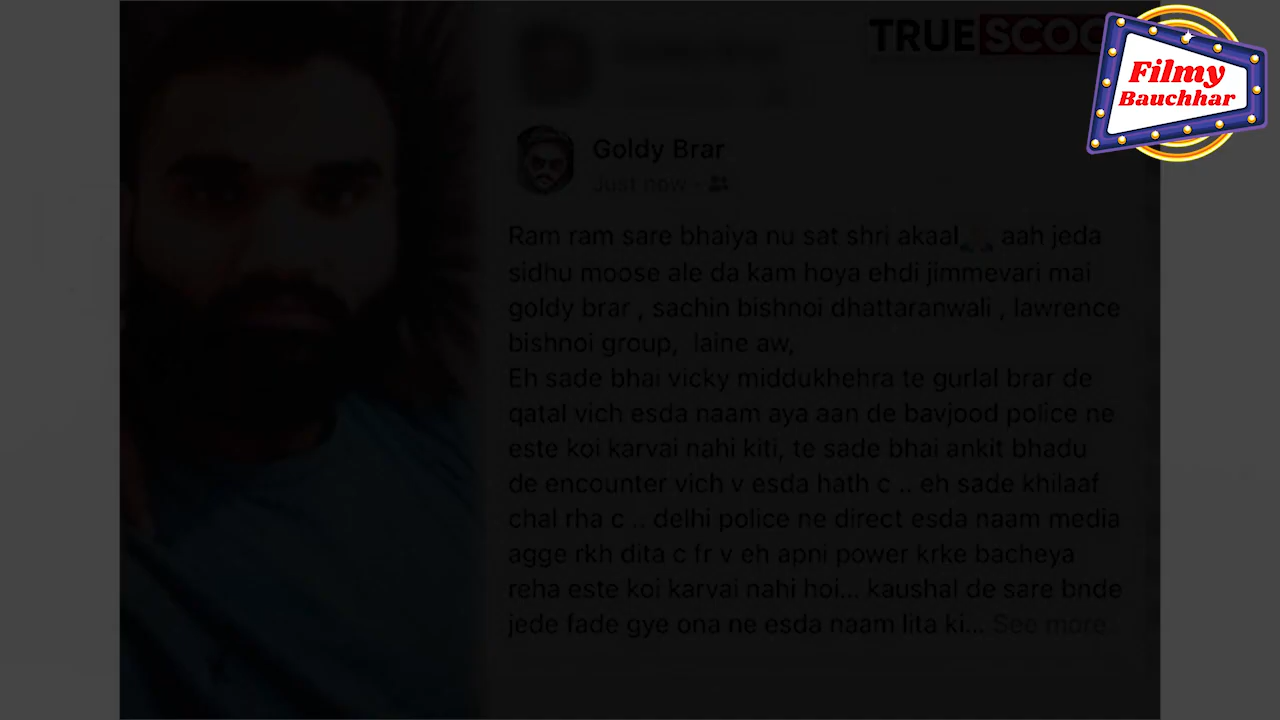 TRUE SCOO
Filmy
Bauchhar
Goldy Brar
Just now
Ram ram sare bhaiya nu sat shri akaal aah jeda
sidhu moose ale da kam hoya ehdi jimmevari mai
goldy brar , sachin bishnoi dhattaranwali , lawrence
bishnoi group, laine aw,
Eh sade bhai vicky middukhehra te gurlal brar de
qatal vich esda naam aya aan de bavjood police ne
este koi karvai nahi kiti, te sade bhai ankit bhadu
de encounter vich v esda hath c .. eh sade khilaaf
chal rha c .. delhi police ne direct esda naam media
agge rkh dita c fr v eh apni power krke bacheya
reha este koi karvai nahi hoi... kaushal de sare bnde
jede fade gye ona ne esda naam lita ki... See more